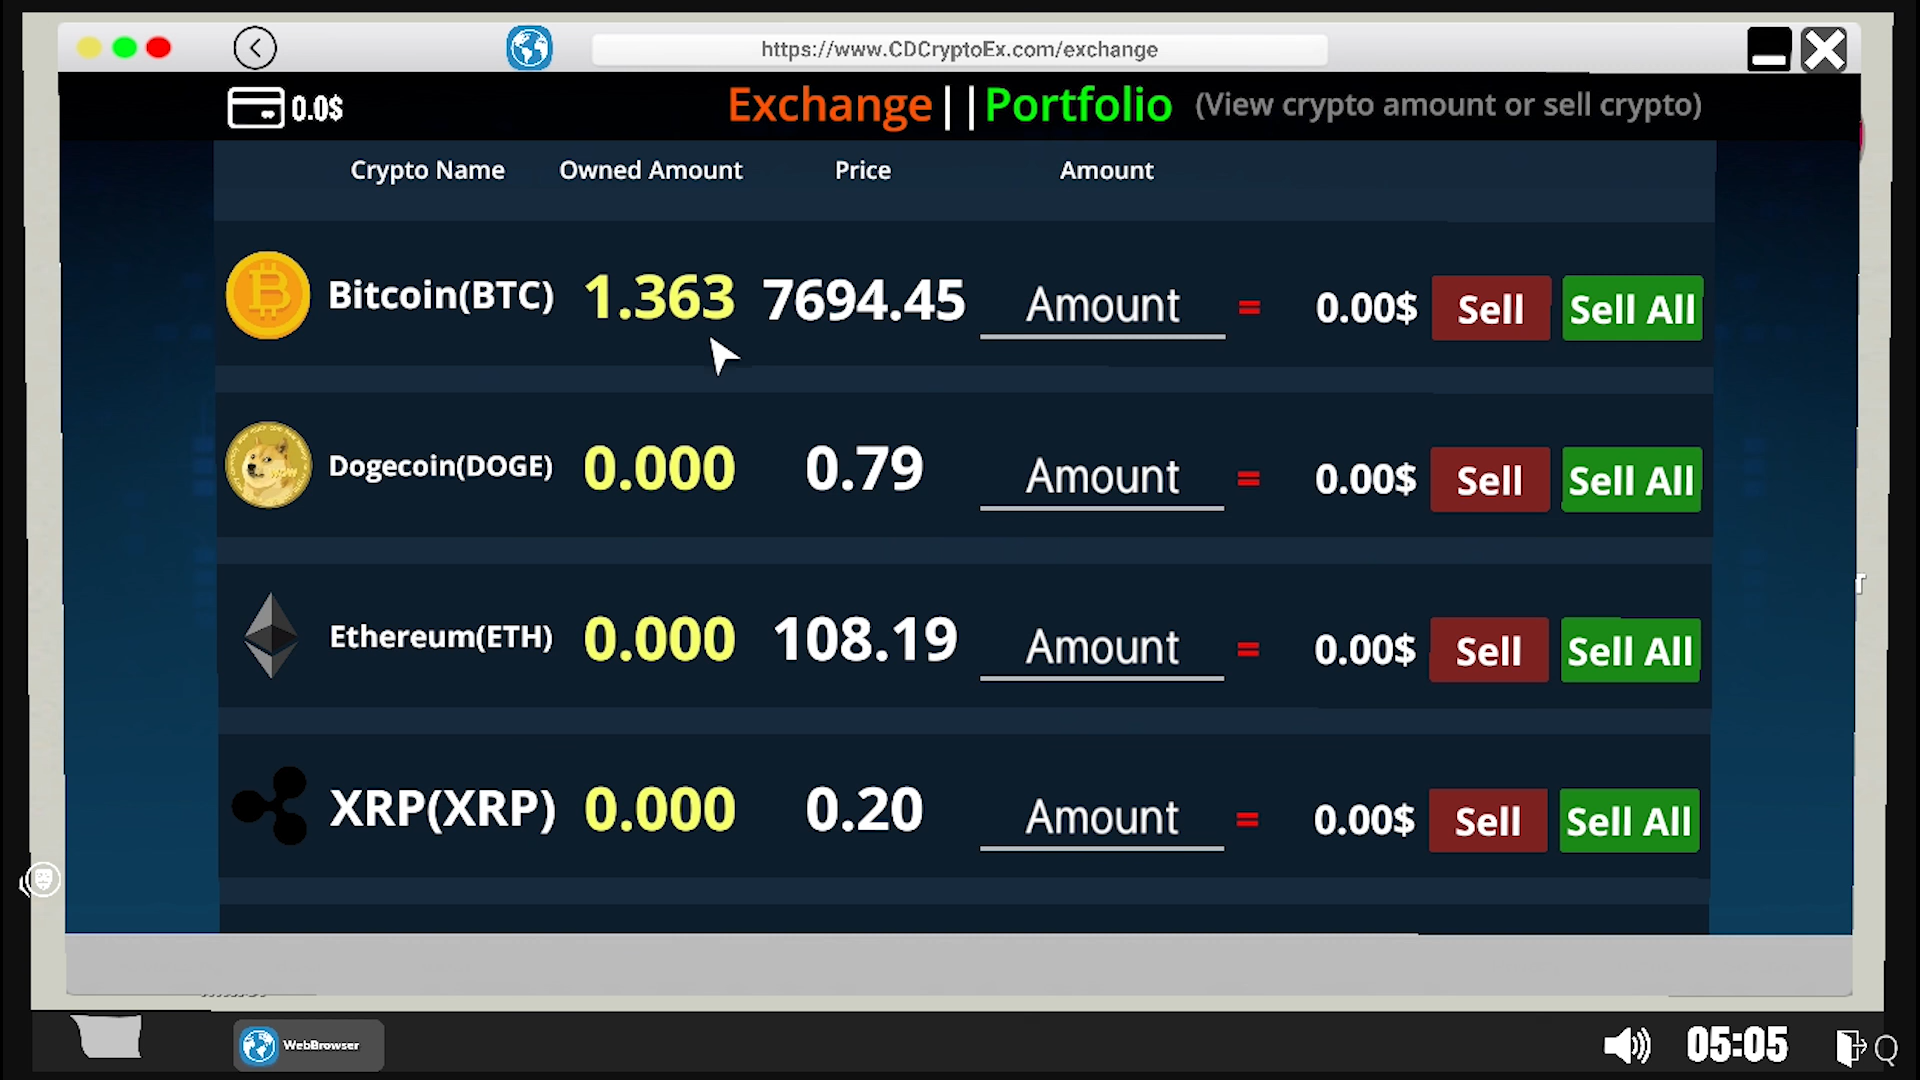 https://www.CDCryptoEx.com/exchange
0.0$ Exchange||Portfolio (View crypto amount or sell crypto)
Crypto Name Owned Amount Price Amount
Bitcoin(BTC) 1.363 7694.45 Amount = 0.00$ Sell Sell All
Dogecoin(DOGE) 0.000 0.79 Amount = 0.00$ Sell Sell All
Ethereum(ETH) 0.000 108.19 Amount = 0.00$ Sell Sell All
XRP(XRP) 0.000 0.20 Amount = 0.00$ Sell Sell All
WebBrowser 05:05 Q